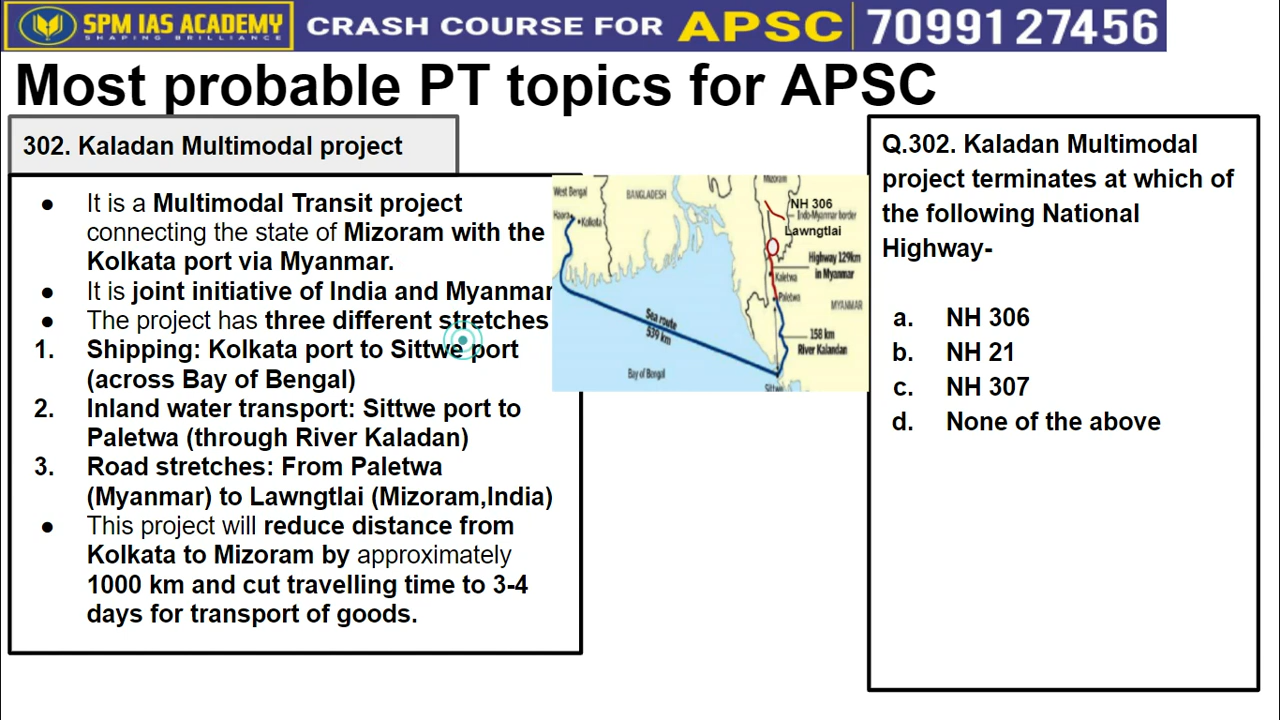 SPM IAS ACADEMY
SHAPING BRILLIANCE
CRASH COURSE FOR APSC 7099127456
Most probable PT topics for APSC
302. Kaladan Multimodal project
● It is a Multimodal Transit project
connecting the state of Mizoram with the
Kolkata port via Myanmar.
● It is joint initiative of India and Myanmar
● The project has three different stretches
1. Shipping: Kolkata port to Sittwe port
(across Bay of Bengal)
2. Inland water transport: Sittwe port to
Paletwa (through River Kaladan)
3. Road stretches: From Paletwa
(Myanmar) to Lawngtlai (Mizoram,India)
● This project will reduce distance from
Kolkata to Mizoram by approximately
1000 km and cut travelling time to 3-4
days for transport of goods.
West Bengal
BANGLADESH
Mizoram
NH 306
Haora
Kolkata
Indo-Myanmar border
Lawngtlai
Highway 129km
in Myanmar
Kaletwa
Paletwa
MYANMAR
Sea route
539 km
158 km
River Kalandan
Bay of Bengal
Sittwe
Q.302. Kaladan Multimodal
project terminates at which of
the following National
Highway-
a. NH 306
b. NH 21
c. NH 307
d. None of the above